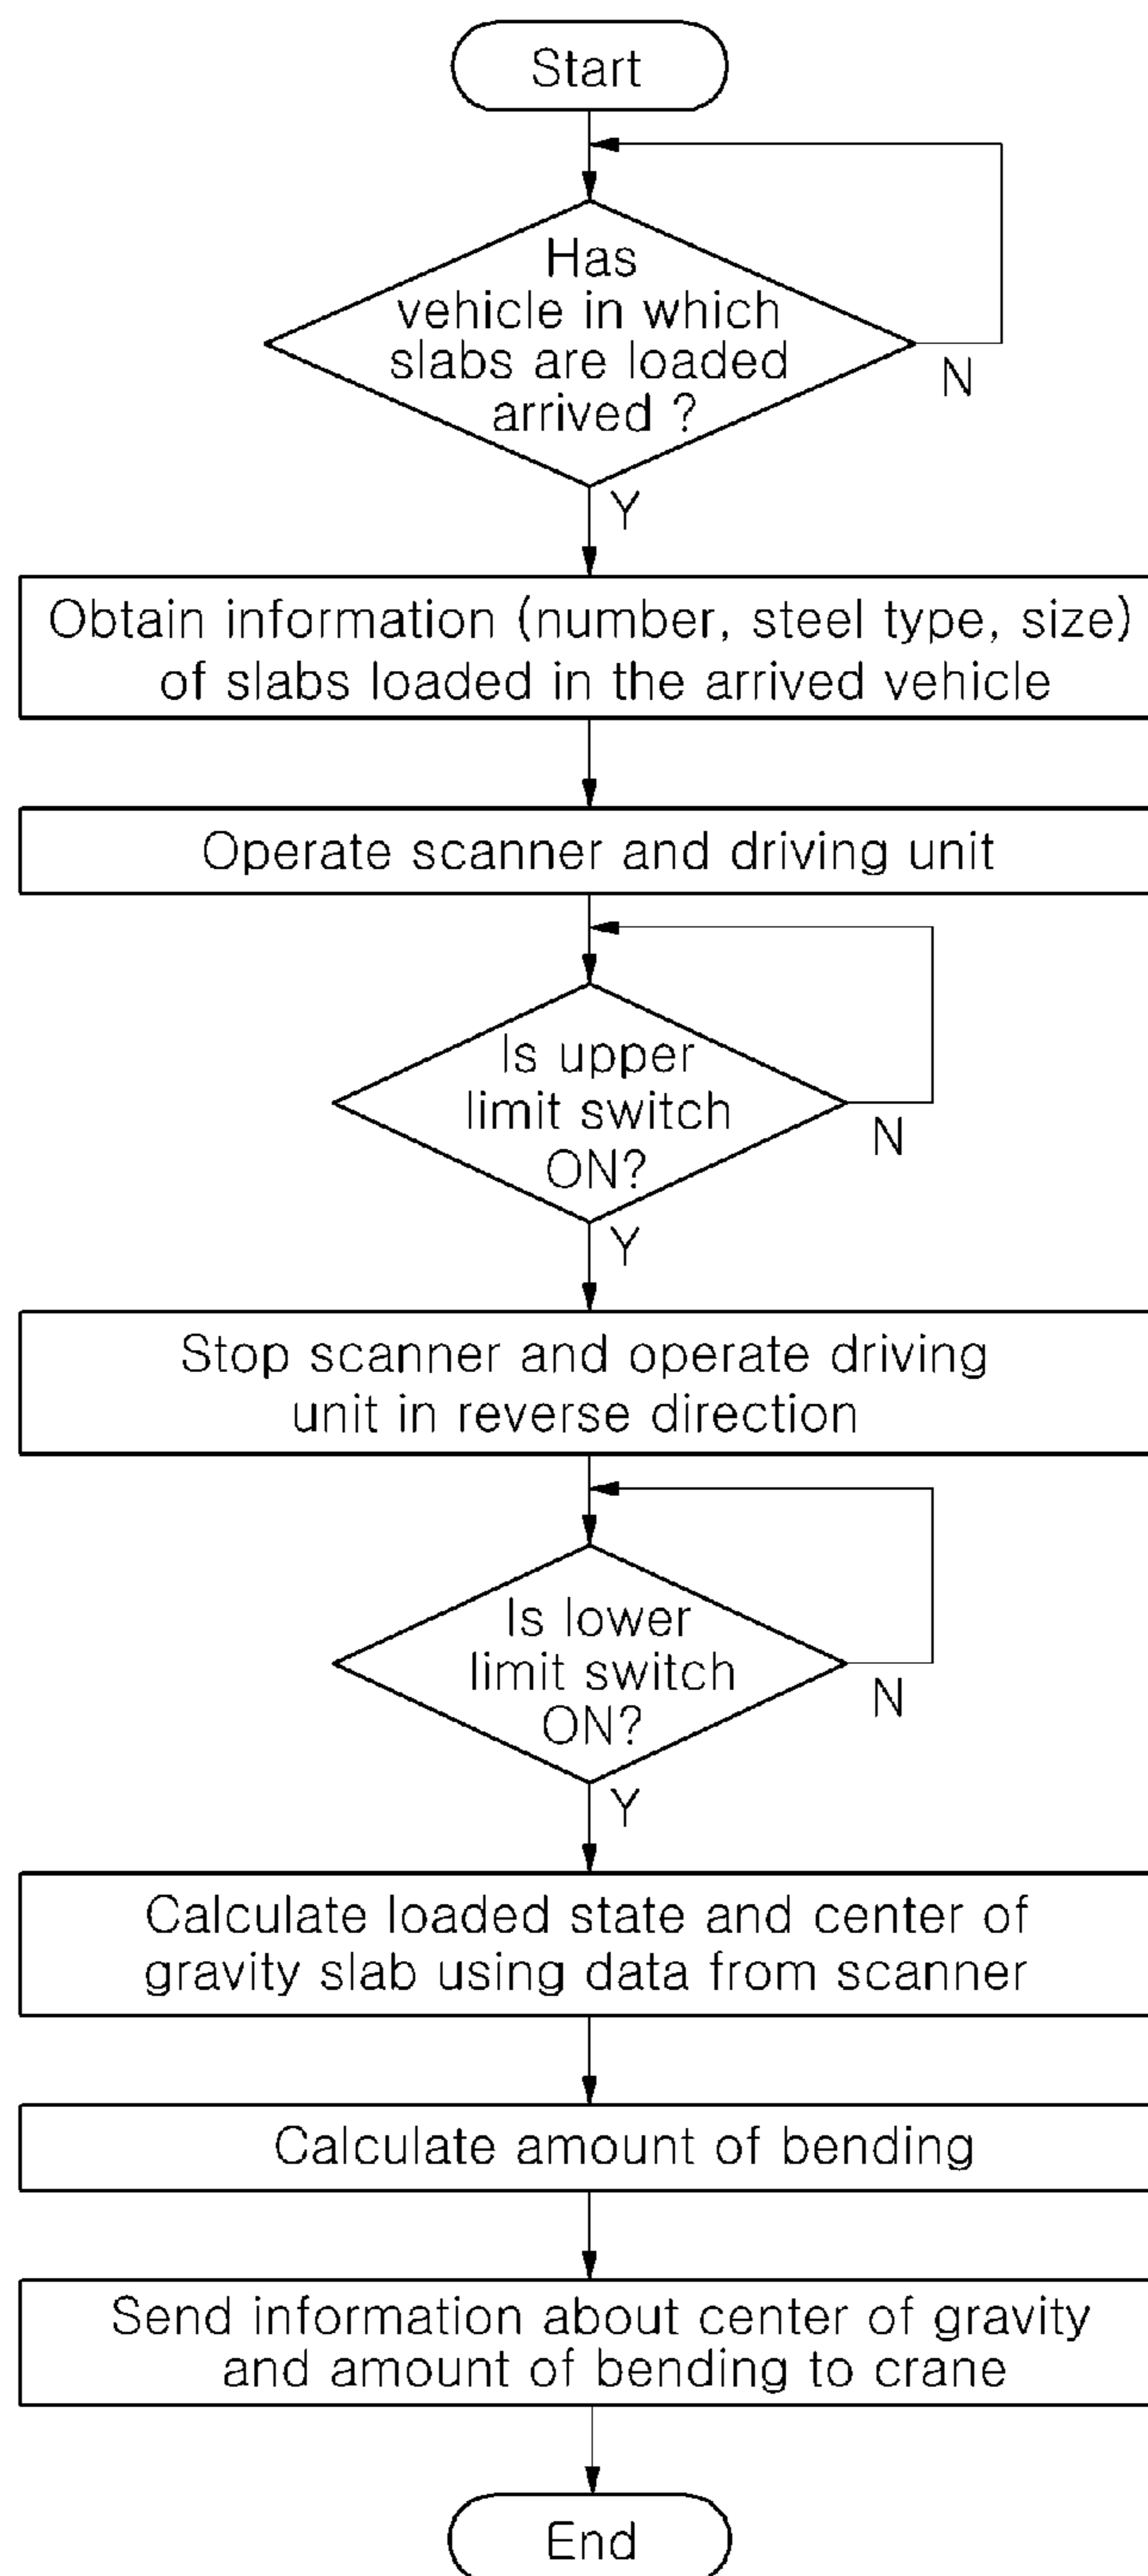 Start
Has
vehicle in which
slabs are loaded
arrived ?
N
Y
Obtain information (number, steel type, size)
of slabs loaded in the arrived vehicle
Operate scanner and driving unit
Is upper
limit switch
ON?
N
Y
Stop scanner and operate driving
unit in reverse direction
Is lower
limit switch
ON?
N
Y
Calculate loaded state and center of
gravity slab using data from scanner
Calculate amount of bending
Send information about center of gravity
and amount of bending to crane
End